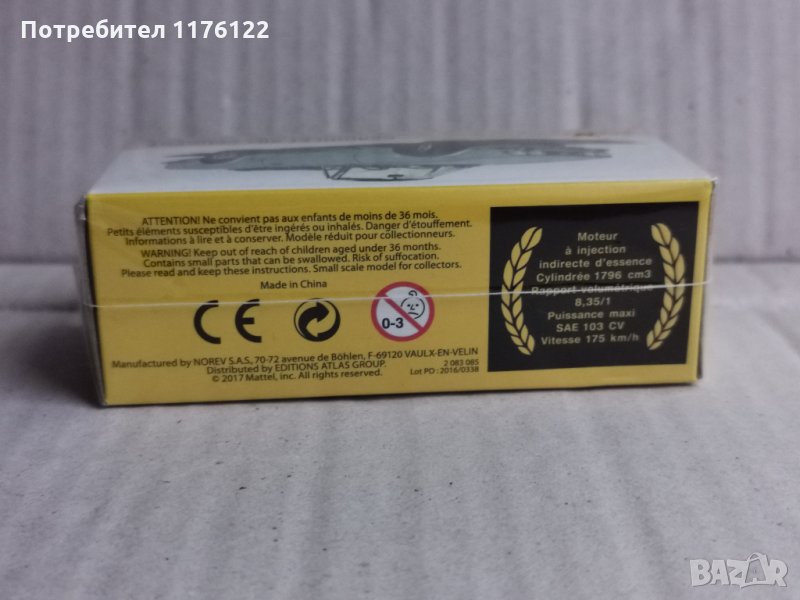 Потребител 1176122
ATTENTION! Ne convient pas aux enfants de moins de 36 mois.
Petits éléments susceptibles d'être ingérés ou inhalés. Danger d'étouffement.
Informations à lire et à conserver. Modèle réduit pour collectionneurs.
WARNING! Keep out of reach of children aged under 36 months.
Contains small parts that can be swallowed. Risk of suffocation.
Please read and keep these instructions. Small scale model for collectors.
Made in China
CE
0-3
Manufactured by NOREV S.A.S, 70-72 avenue de Böhlen, F-69120 VAULX-EN-VELIN
Distributed by EDITIONS ATLAS GROUP.
© 2017 Mattel, inc. All rights reserved.
2 083 085
Lot PO : 2016/0338
Moteur
à injection
indirecte d'essence
Cylindrée 1796 cm3
Rapport volumétrique
8,35/1
Puissance maxi
SAE 103 CV
Vitesse 175 km/h
BAZAR